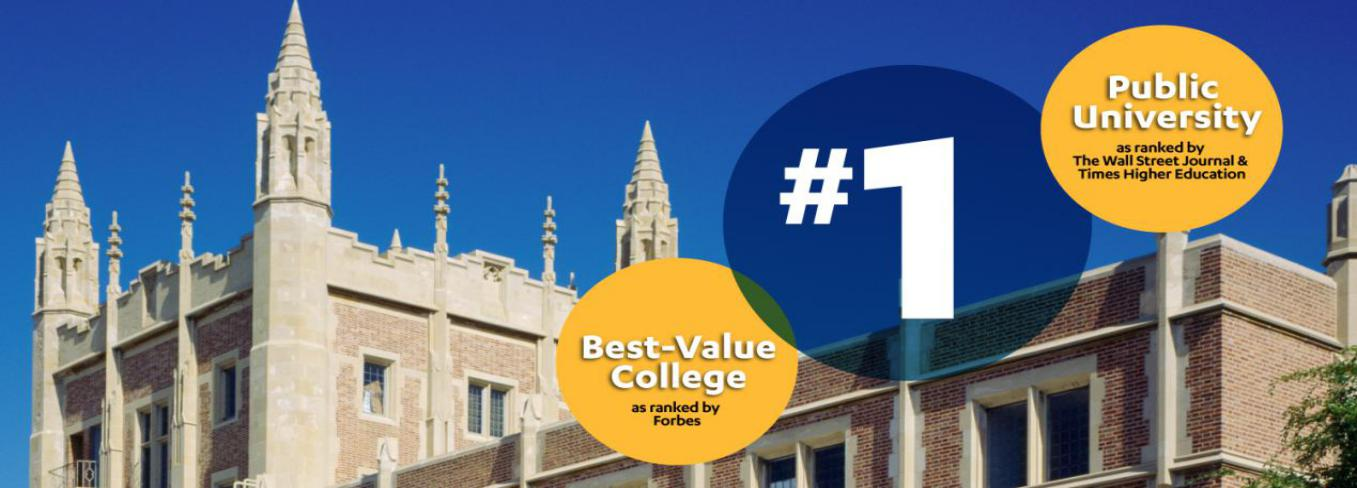 #1
Public
University
as ranked by
The Wall Street Journal &
Times Higher Education
Best-Value
College
as ranked by
Forbes